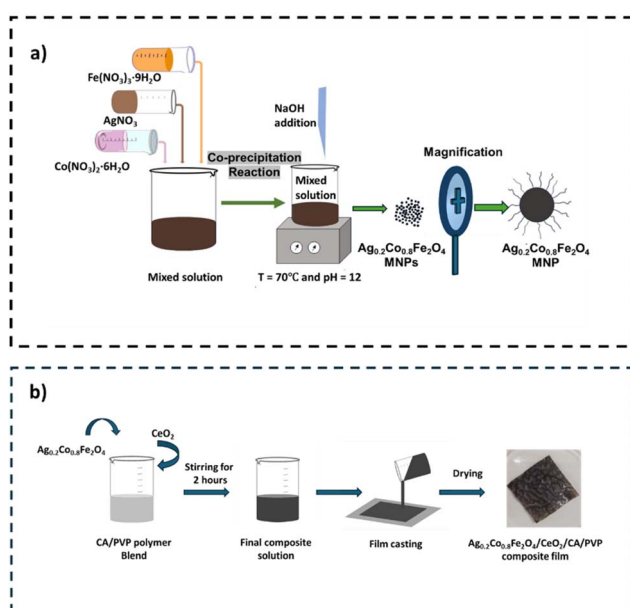 a)
Fe(NO₃)₃·9H₂O
AgNO₃
Co(NO₃)₂·6H₂O
Mixed solution
Co-precipitation
Reaction
NaOH
addition
Mixed
solution
T = 70℃ and pH = 12
Ag₀.₂Co₀.₈Fe₂O₄
MNPs
Magnification
Ag₀.₂Co₀.₈Fe₂O₄
MNP
b)
Ag₀.₂Co₀.₈Fe₂O₄
CeO₂
CA/PVP polymer
Blend
Stirring for
2 hours
Final composite
solution
Film casting
Drying
Ag₀.₂Co₀.₈Fe₂O₄/CeO₂/CA/PVP
composite film